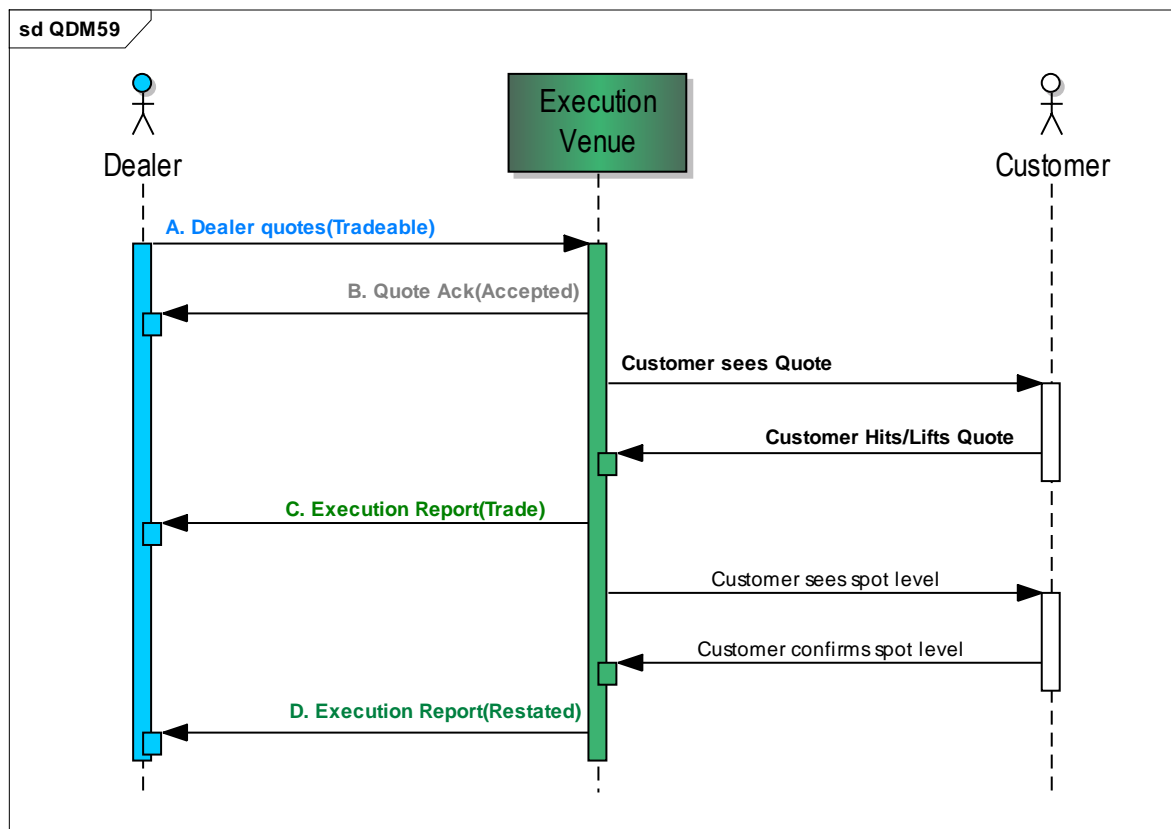 sd QDM59
Execution
Venue
Dealer
Customer
A. Dealer quotes(Tradeable)
B. Quote Ack(Accepted)
Customer sees Quote
Customer Hits/Lifts Quote
C. Execution Report(Trade)
Customer sees spot level
Customer confirms spot level
D. Execution Report(Restated)